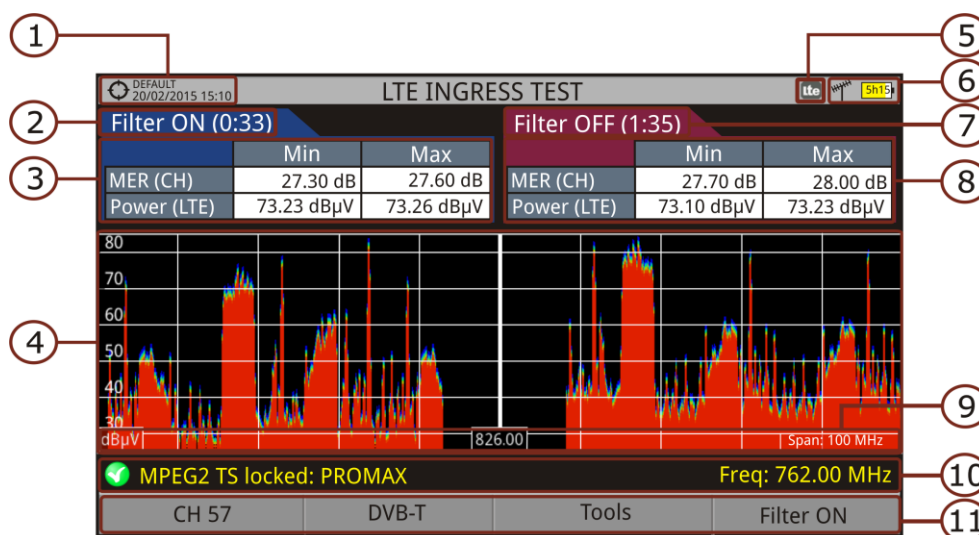 1
5
DEFAULT
20/02/2015 15:10
LTE INGRESS TEST
lte
5h15
6
2
Filter ON (0:33)
Filter OFF (1:35)
7
3
Min Max
MER (CH) 27.30 dB 27.60 dB
Power (LTE) 73.23 dBµV 73.26 dBµV
Min Max
MER (CH) 27.70 dB 28.00 dB
Power (LTE) 73.10 dBµV 73.23 dBµV
8
80
70
60
50
40
30
4
9
dBµV 826.00 Span: 100 MHz
MPEG2 TS locked: PROMAX Freq: 762.00 MHz
10
CH 57 DVB-T Tools Filter ON
11